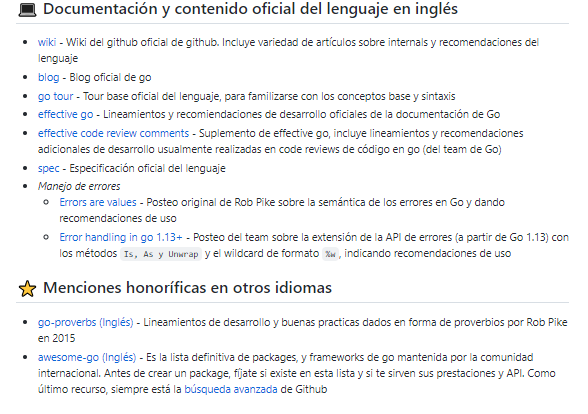 💻 Documentación y contenido oficial del lenguaje en inglés
• wiki - Wiki del github oficial de github. Incluye variedad de artículos sobre internals y recomendaciones del
lenguaje
• blog - Blog oficial de go
• go tour - Tour base oficial del lenguaje, para familiarizarse con los conceptos base y sintaxis
• effective go - Lineamientos y recomiendaciones de desarrollo oficiales de la documentación de Go
• effective code review comments - Suplemento de effective go, incluye lineamientos y recomendaciones
adicionales de desarrollo usualmente realizadas en code reviews de código en go (del team de Go)
• spec - Especificación oficial del lenguaje
• Manejo de errores
○ Errors are values - Posteo original de Rob Pike sobre la semántica de los errores en Go y dando
recomendaciones de uso
○ Error handling in go 1.13+ - Posteo del team sobre la extensión de la API de errores (a partir de Go 1.13) con
los métodos Is, As y Unwrap y el wildcard de formato %w, indicando recomendaciones de uso
⭐ Menciones honoríficas en otros idiomas
• go-proverbs (Inglés) - Lineamientos de desarrollo y buenas practicas dados en forma de proverbios por Rob Pike
en 2015
• awesome-go (Inglés) - Es la lista definitiva de packages, y frameworks de go mantenida por la comunidad
internacional. Antes de crear un package, fíjate si existe en esta lista y si te sirven sus prestaciones y API. Como
último recurso, siempre está la búsqueda avanzada de Github